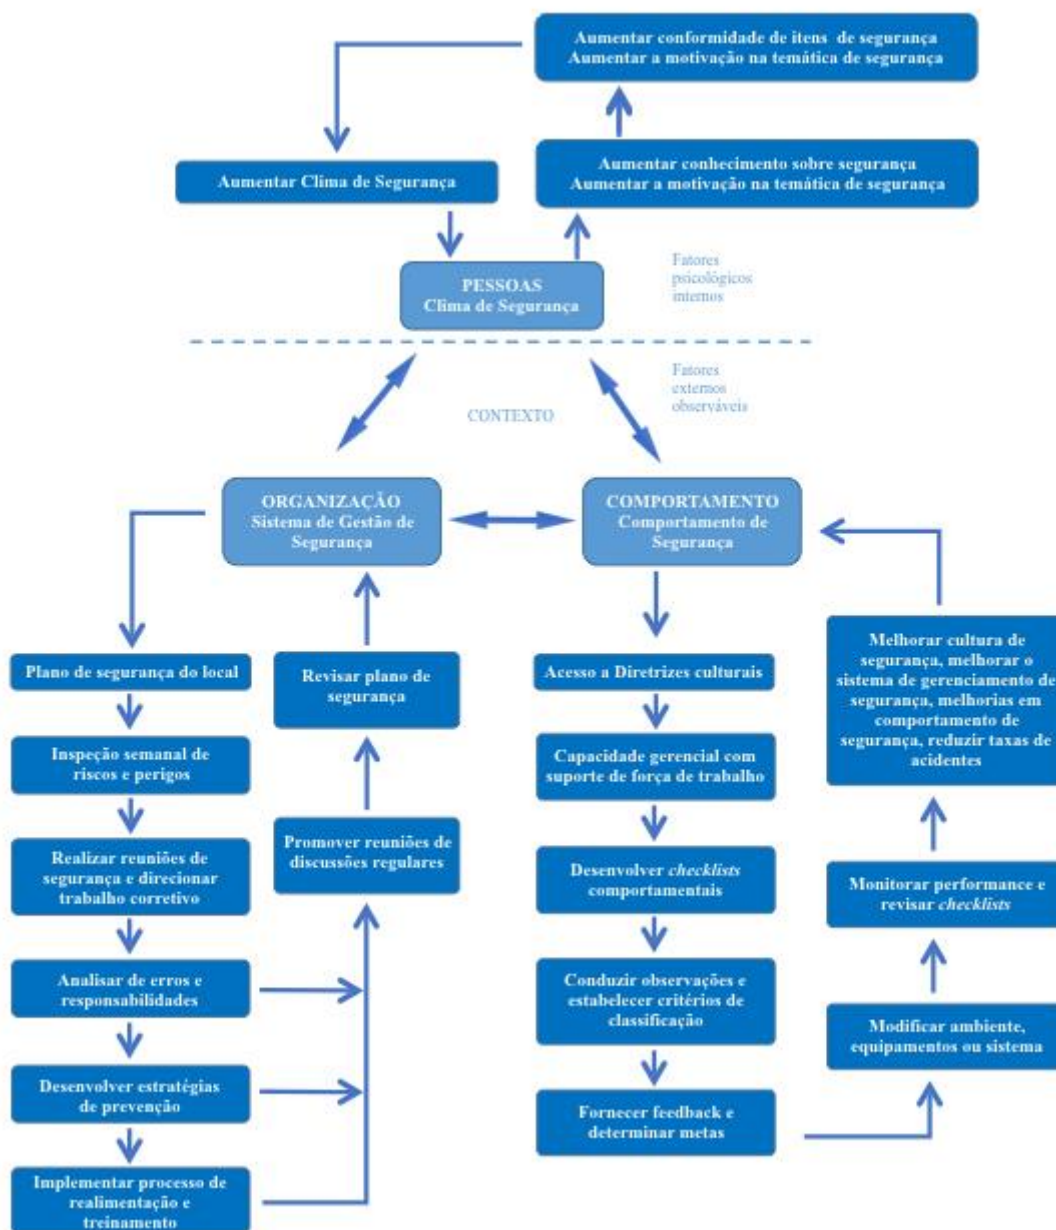 Aumentar conformidade de itens de segurança
Aumentar a motivação na temática de segurança
Aumentar Clima de Segurança
Aumentar conhecimento sobre segurança
Aumentar a motivação na temática de segurança
PESSOAS
Clima de Segurança
Fatores
psicológicos
internos
Fatores
externos
observáveis
CONTEXTO
ORGANIZAÇÃO
Sistema de Gestão de
Segurança
COMPORTAMENTO
Comportamento de
Segurança
Plano de segurança do local
Inspeção semanal de
riscos e perigos
Realizar reuniões de
segurança e direcionar
trabalho corretivo
Analisar de erros e
responsabilidades
Desenvolver estratégias
de prevenção
Implementar processo de
realimentação e
treinamento
Promover reuniões de
discussões regulares
Revisar plano de
segurança
Acesso a Diretrizes culturais
Capacidade gerencial com
suporte de força de trabalho
Desenvolver checklists
comportamentais
Conduzir observações e
estabelecer critérios de
classificação
Fornecer feedback e
determinar metas
Modificar ambiente,
equipamentos ou sistema
Monitorar performance e
revisar checklists
Melhorar cultura de
segurança, melhorar o
sistema de gerenciamento de
segurança, melhorias em
comportamento de
segurança, reduzir taxas de
acidentes